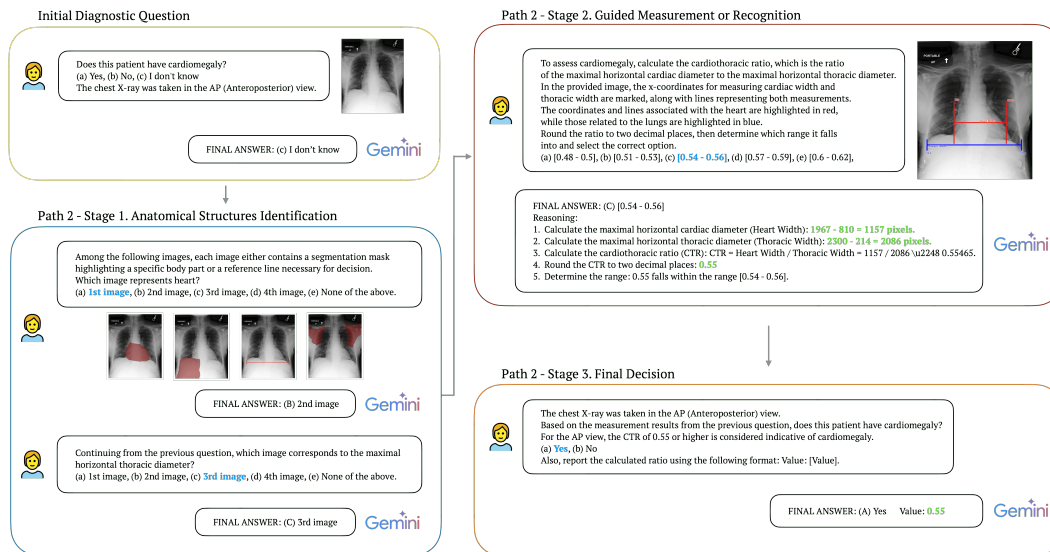 Initial Diagnostic Question
Does this patient have cardiomegaly?
(a) Yes, (b) No, (c) I don't know
The chest X-ray was taken in the AP (Anteroposterior) view.
FINAL ANSWER: (c) I don't know
Gemini
Path 2 - Stage 1. Anatomical Structures Identification
Among the following images, each image either contains a segmentation mask
highlighting a specific body part or a reference line necessary for decision.
Which image represents heart?
(a) 1st image, (b) 2nd image, (c) 3rd image, (d) 4th image, (e) None of the above.
FINAL ANSWER: (B) 2nd image
Gemini
Continuing from the previous question, which image corresponds to the maximal
horizontal thoracic diameter?
(a) 1st image, (b) 2nd image, (c) 3rd image, (d) 4th image, (e) None of the above.
FINAL ANSWER: (C) 3rd image
Gemini
Path 2 - Stage 2. Guided Measurement or Recognition
To assess cardiomegaly, calculate the cardiothoracic ratio, which is the ratio
of the maximal horizontal cardiac diameter to the maximal horizontal thoracic diameter.
In the provided image, the x-coordinates for measuring cardiac width and
thoracic width are marked, along with lines representing both measurements.
The coordinates and lines associated with the heart are highlighted in red,
while those related to the lungs are highlighted in blue.
Round the ratio to two decimal places, then determine which range it falls
into and select the correct option.
(a) [0.48 - 0.5], (b) [0.51 - 0.53], (c) [0.54 - 0.56], (d) [0.57 - 0.59], (e) [0.6 - 0.62],
PORTABLE
AP
FINAL ANSWER: (C) [0.54 - 0.56]
Reasoning:
1. Calculate the maximal horizontal cardiac diameter (Heart Width): 1967 - 810 = 1157 pixels.
2. Calculate the maximal horizontal thoracic diameter (Thoracic Width): 2300 - 214 = 2086 pixels.
3. Calculate the cardiothoracic ratio (CTR): CTR = Heart Width / Thoracic Width = 1157 / 2086 \u2248 0.55465.
4. Round the CTR to two decimal places: 0.55
5. Determine the range: 0.55 falls within the range [0.54 - 0.56].
Gemini
Path 2 - Stage 3. Final Decision
The chest X-ray was taken in the AP (Anteroposterior) view.
Based on the measurement results from the previous question, does this patient have cardiomegaly?
For the AP view, the CTR of 0.55 or higher is considered indicative of cardiomegaly.
(a) Yes, (b) No
Also, report the calculated ratio using the following format: Value: [Value].
FINAL ANSWER: (A) Yes Value: 0.55
Gemini